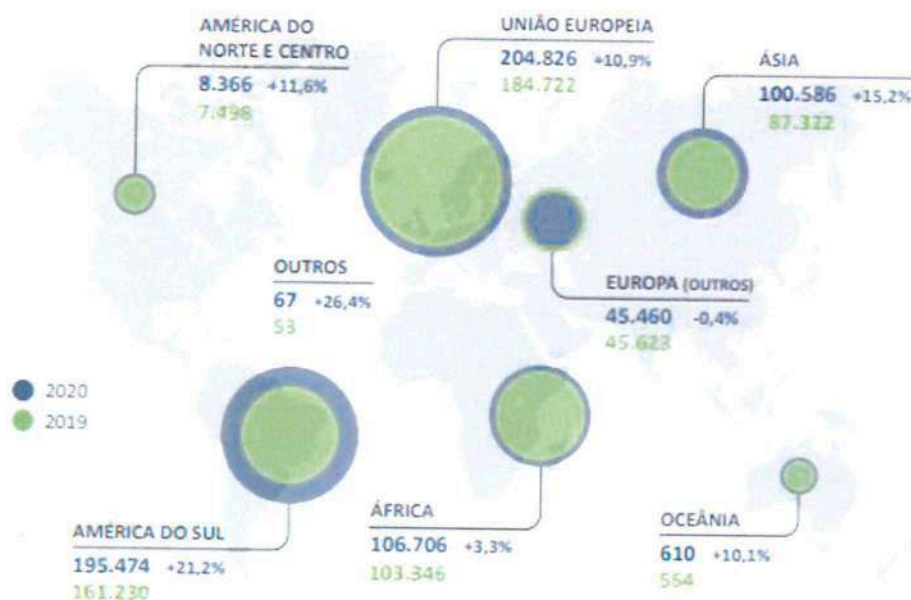 AMÉRICA DO
NORTE E CENTRO
8.366 +11,6%
7.498
UNIÃO EUROPEIA
204.826 +10,9%
184.722
ÁSIA
100.586 +15,2%
87.322
OUTROS
67 +26,4%
53
EUROPA (OUTROS)
45.460 -0,4%
45.623
2020
2019
AMÉRICA DO SUL
195.474 +21,2%
161.230
ÁFRICA
106.706 +3,3%
103.346
OCEÂNIA
610 +10,1%
554